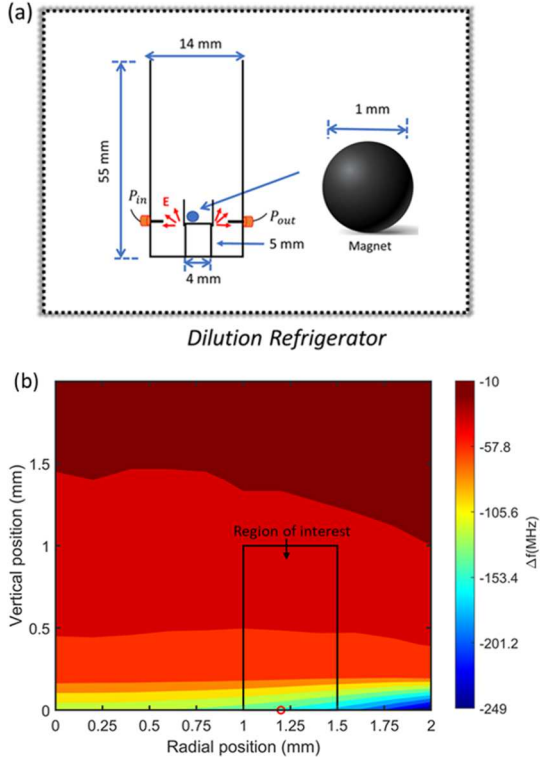 (a)
14 mm
55 mm
1 mm
P_in
E
P_out
Magnet
5 mm
4 mm
Dilution Refrigerator
(b)
-10
-57.8
-105.6
-153.4
-201.2
-249
Δf(MHz)
Vertical position (mm)
1.5
1
0.5
0
Region of interest
0 0.25 0.5 0.75 1 1.25 1.5 1.75 2
Radial position (mm)